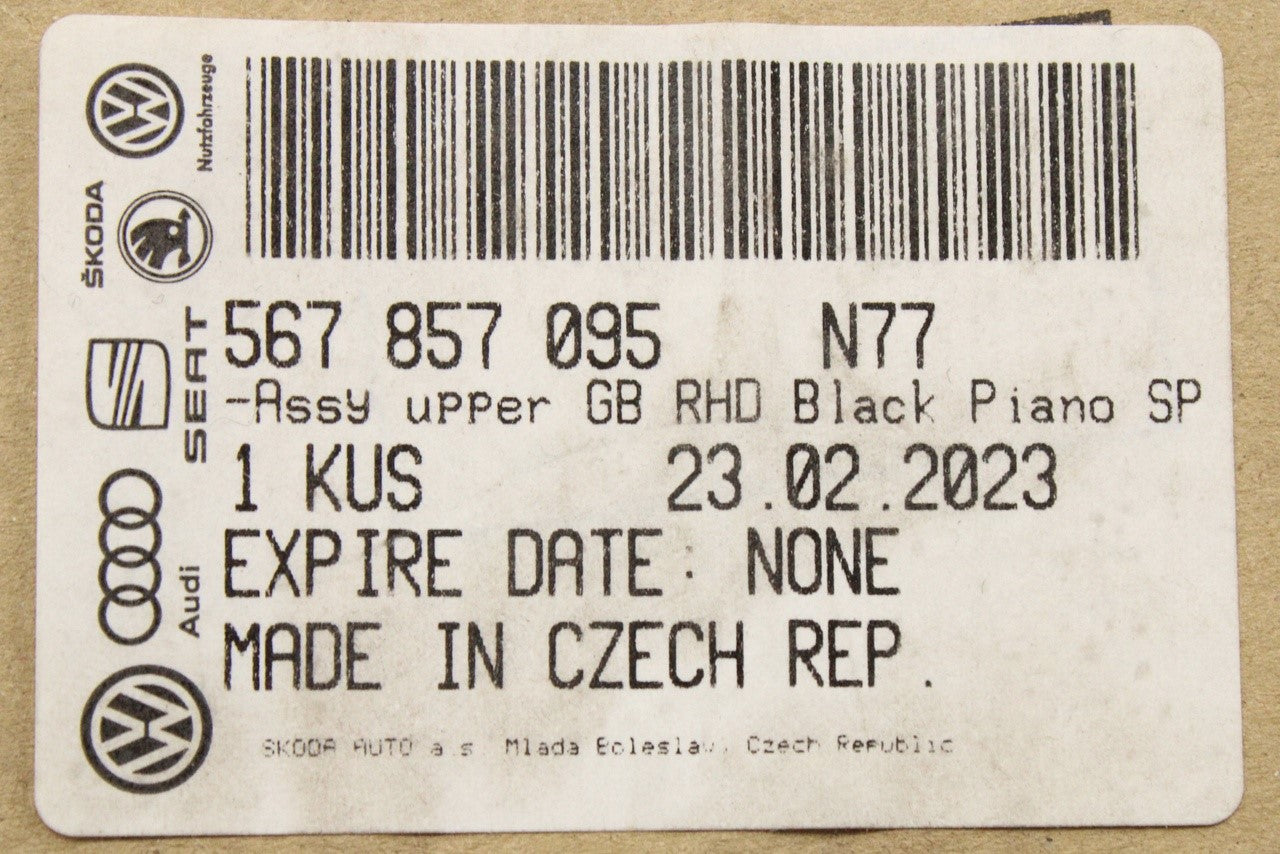 Nutzfahrzeuge
ŠKODA
SEAT
Audi
567 857 095 N77
-Assy upper GB RHD Black Piano SP
1 KUS 23.02.2023
EXPIRE DATE: NONE
MADE IN CZECH REP.
SKODA AUTO a.s. Mlada Boleslav, Czech Republic